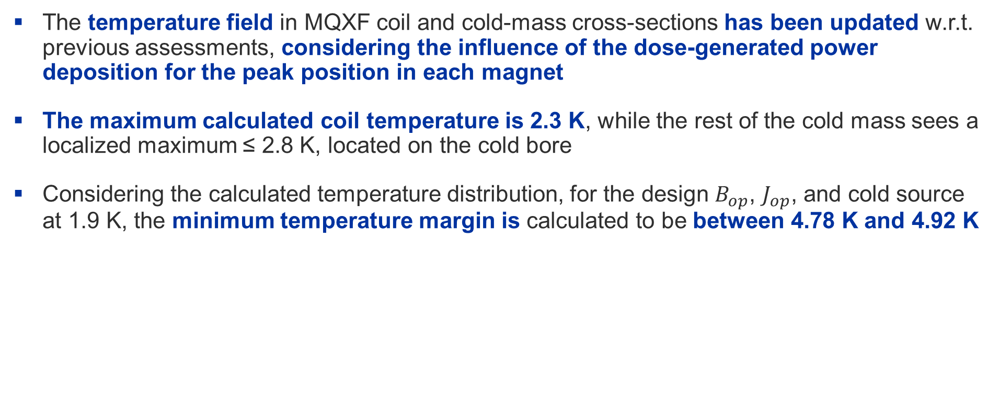 ▪ The temperature field in MQXF coil and cold-mass cross-sections has been updated w.r.t.
previous assessments, considering the influence of the dose-generated power
deposition for the peak position in each magnet
▪ The maximum calculated coil temperature is 2.3 K, while the rest of the cold mass sees a
localized maximum ≤ 2.8 K, located on the cold bore
▪ Considering the calculated temperature distribution, for the design B_op, J_op, and cold source
at 1.9 K, the minimum temperature margin is calculated to be between 4.78 K and 4.92 K